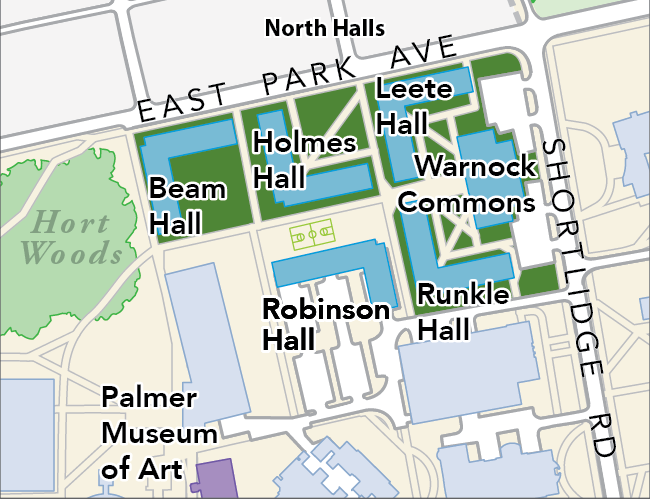 North Halls
EAST PARK AVE
Leete
Hall
Holmes
Hall
Warnock
Commons
Beam
Hall
SHORTLIDGE RD
Hort
Woods
Robinson
Hall
Runkle
Hall
Palmer
Museum
of Art